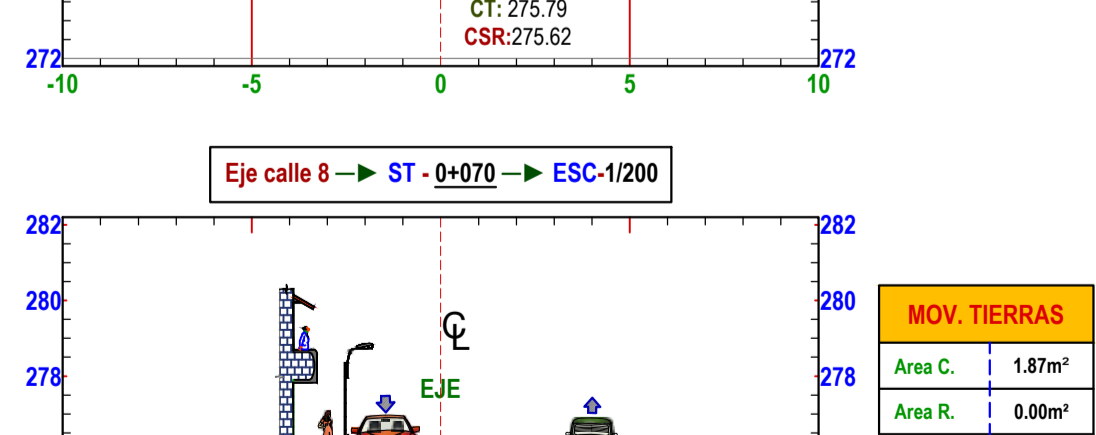 CT: 275.79
CSR:275.62
272 272
-10 -5 0 5 10
Eje calle 8 ST - 0+070 ESC-1/200
282 282
280 280
MOV. TIERRAS
CL
Area C. 1.87m²
278 278
EJE
Area R. 0.00m²